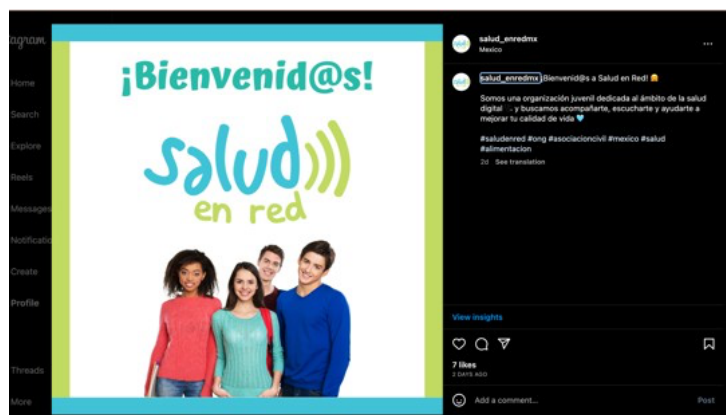 Home
Search
Explore
Reels
Messages
Create
Profile
Threads
More
¡Bienvenid@s!
salud
en red
salud_enredmx
Mexico
salud_enredmx ¡Bienvenid@s a Salud en Red!
Somos una organización juvenil dedicada al ámbito de la salud
digital y buscamos acompañarte, escucharte y ayudarte a
mejorar tu calidad de vida
#saludenred #ong #asociacioncivil #mexico #salud
#alimentacion
2d See translation
View insights
7 likes
2 DAYS AGO
Add a comment...
Post